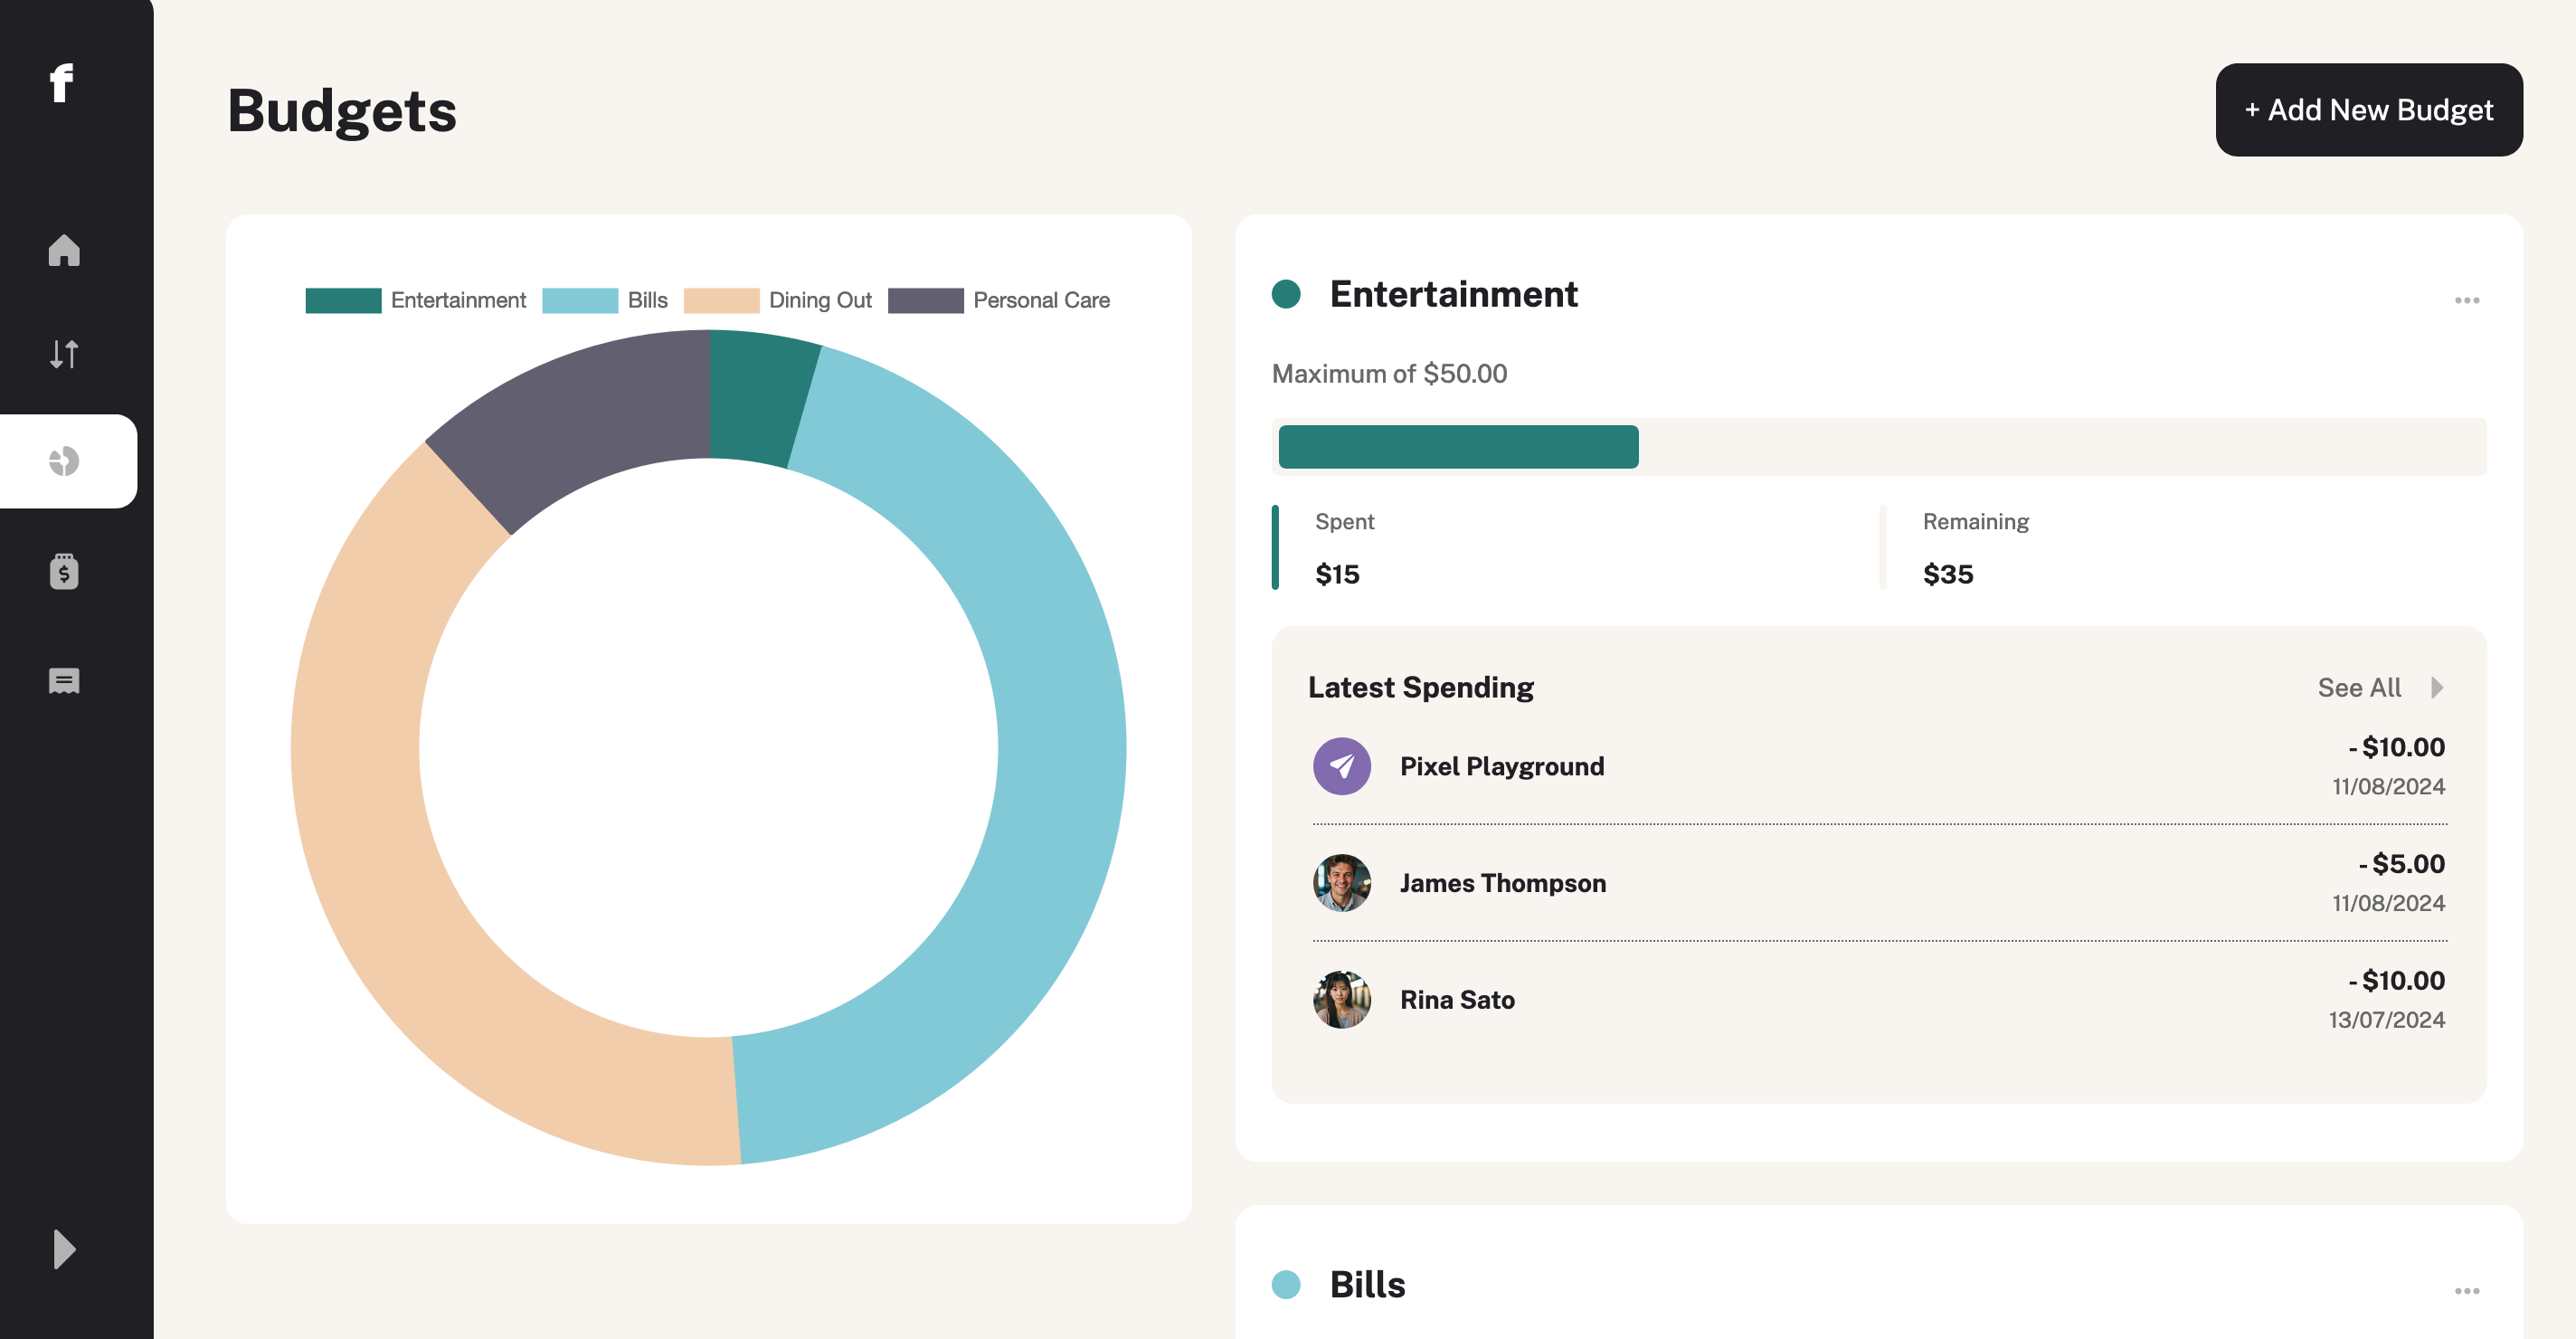 f
Budgets
+ Add New Budget
Entertainment Bills Dining Out Personal Care
Entertainment
Maximum of $50.00
Spent
$15
Remaining
$35
Latest Spending
See All
Pixel Playground
- $10.00
11/08/2024
James Thompson
- $5.00
11/08/2024
Rina Sato
- $10.00
13/07/2024
Bills